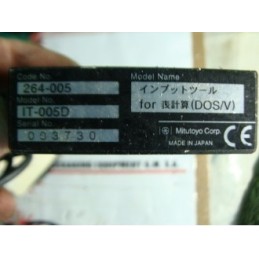 Code No.
264-005
Model No.
IT-005D
Serial No.
003730
Model Name
インプットツール
for 表計算(DOS/V)
Mitutoyo Corp.
MADE IN JAPAN
CE